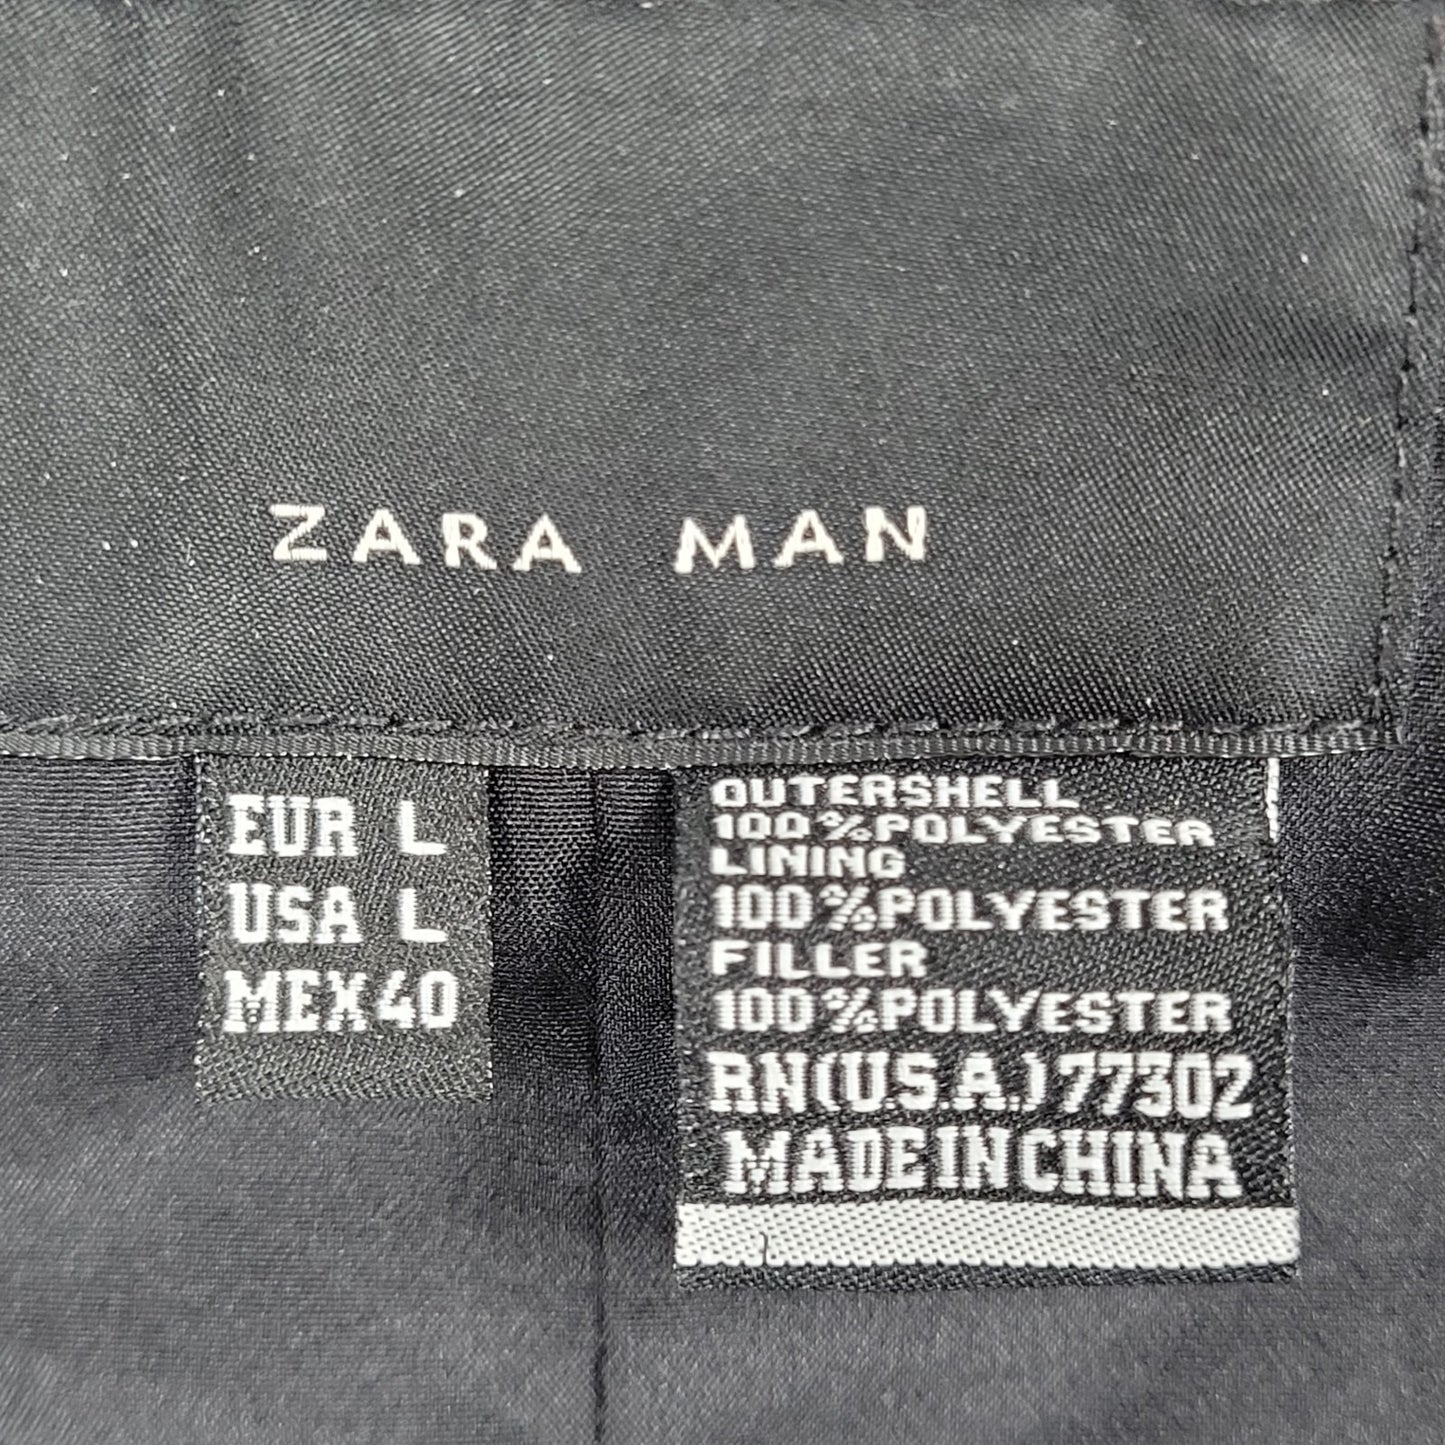 ZARA MAN
EUR L
USA L
MEX 40
OUTERSHELL
100%POLYESTER
LINING
100%POLYESTER
FILLER
100%POLYESTER
RN(U.S.A.)77302
MADE IN CHINA